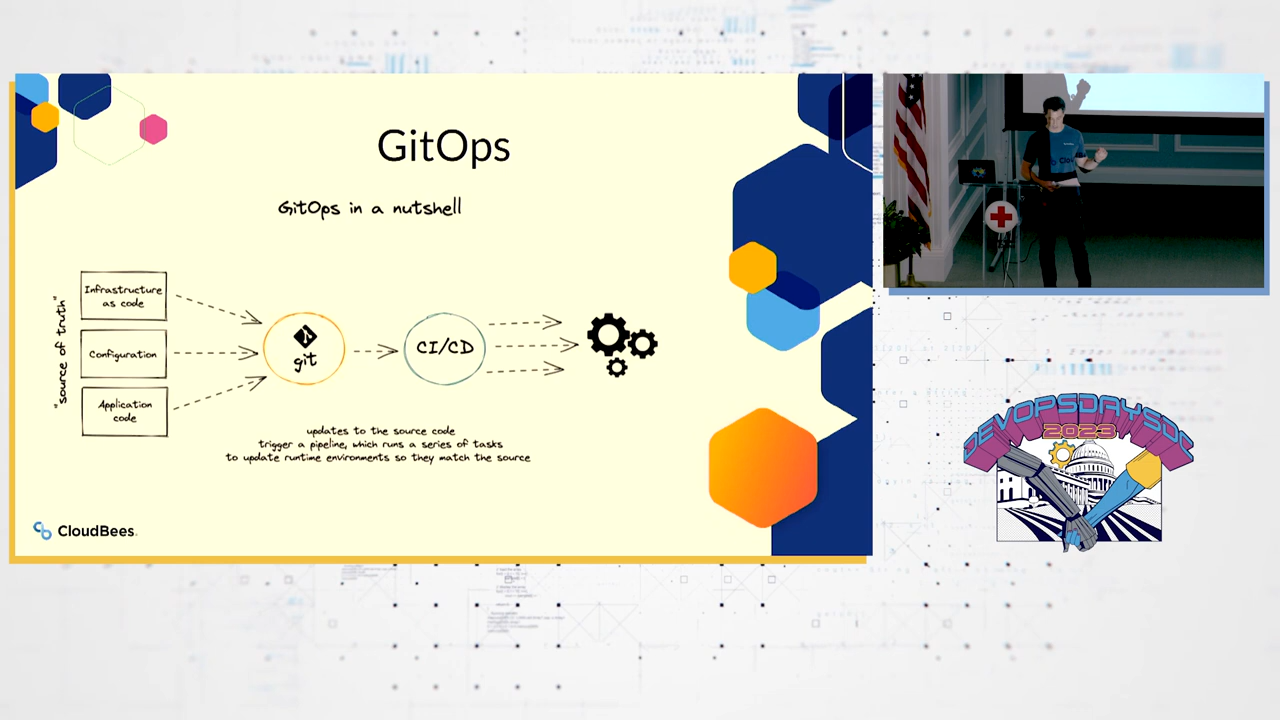 GitOps
GitOps in a nutshell
"source of truth"
Infrastructure
as code
Configuration
Application
code
git
CI/CD
updates to the source code
trigger a pipeline, which runs a series of tasks
to update runtime environments so they match the source
CloudBees.
DEVOPSDAYSDC
2023